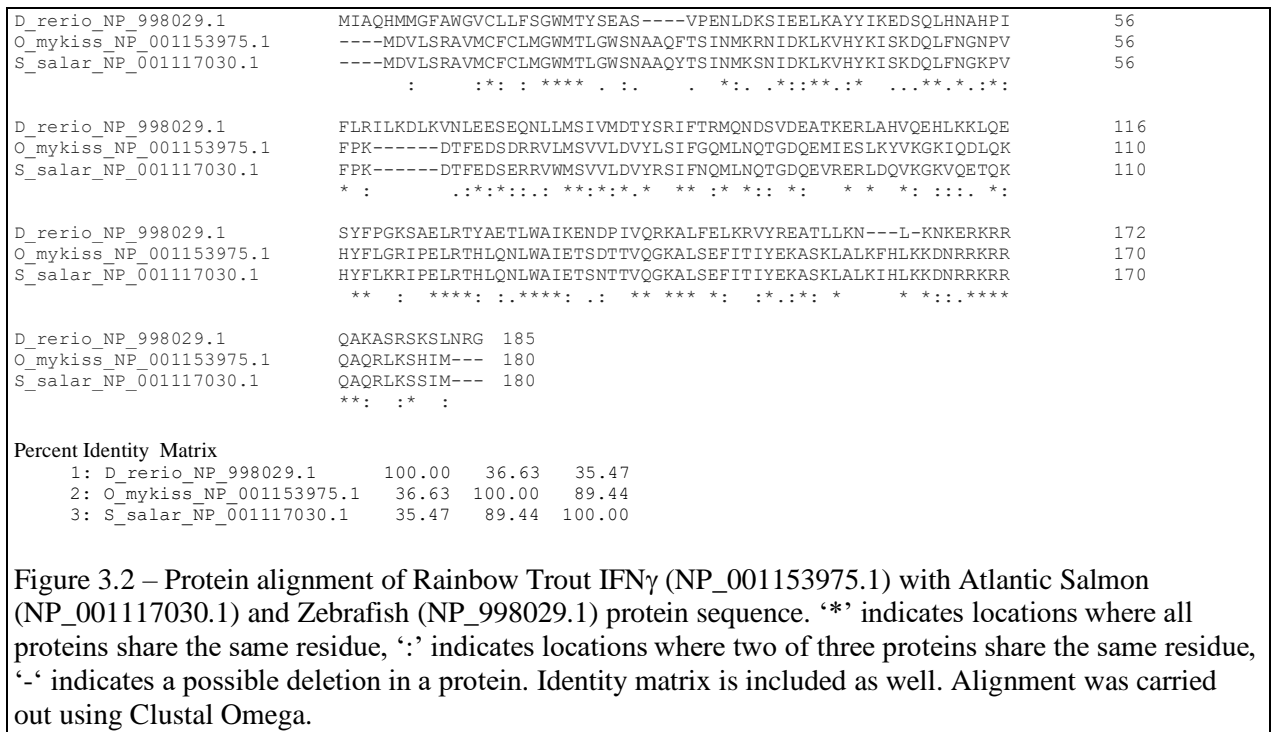 D_rerio_NP_998029.1 MIAQHMMGFAWGVCLLFSGWMTYSEAS----VPENLDKSIEELKAYYIKEDSQLHNAHPI 56
O_mykiss_NP_001153975.1 ----MDVLSRAVMCFCLMGWMTLGWSNAAQFTSINMKRNIDKLKVHYKISKDQLFNGNPV 56
S_salar_NP_001117030.1 ----MDVLSRAVMCFCLMGWMTLGWSNAAQYTSINMKSNIDKLKVHYKISKDQLFNGKPV 56
: :*: : **** . :. . *:. .*::**.:* ...**.*.:*:
D_rerio_NP_998029.1 FLRILKDLKVNLEESEQNLLMSIVMDTYSRIFTRMQNDSVDEATKERLAHVQEHLKKLQE 116
O_mykiss_NP_001153975.1 FPK------DTFEDSDRRVLMSVVLDVYLSIFGQMLNQTGDQEMIESLKYVKGKIQDLQK 110
S_salar_NP_001117030.1 FPK------DTFEDSERRVWMSVVLDVYRSIFNQMLNQTGDQEVRERLDQVKGKVQETQK 110
* : .:*:*::.: **:*:*.* ** :* *:: *: * * *: :::. *:
D_rerio_NP_998029.1 SYFPGKSAELRTYAETLWAIKENDPIVQRKALFELKRVYREATLLKN---L-KNKERKRR 172
O_mykiss_NP_001153975.1 HYFLGRIPELRTHLQNLWAIETSDTTVQGKALSEFITIYEKASKLALKFHLKKDNRRKRR 170
S_salar_NP_001117030.1 HYFLKRIPELRTHLQNLWAIETSNTTVQGKALSEFITIYEKASKLALKIHLKKDNRRKRR 170
** : ****: :.****: .: ** *** *: :*.:*: * * *::.****
D_rerio_NP_998029.1 QAKASRSKSLNRG 185
O_mykiss_NP_001153975.1 QAQRLKSHIM--- 180
S_salar_NP_001117030.1 QAQRLKSSIM--- 180
**: :* :
Percent Identity Matrix
1: D_rerio_NP_998029.1 100.00 36.63 35.47
2: O_mykiss_NP_001153975.1 36.63 100.00 89.44
3: S_salar_NP_001117030.1 35.47 89.44 100.00
Figure 3.2 – Protein alignment of Rainbow Trout IFNγ (NP_001153975.1) with Atlantic Salmon
(NP_001117030.1) and Zebrafish (NP_998029.1) protein sequence. ‘*’ indicates locations where all
proteins share the same residue, ‘:’ indicates locations where two of three proteins share the same residue,
‘-‘ indicates a possible deletion in a protein. Identity matrix is included as well. Alignment was carried
out using Clustal Omega.